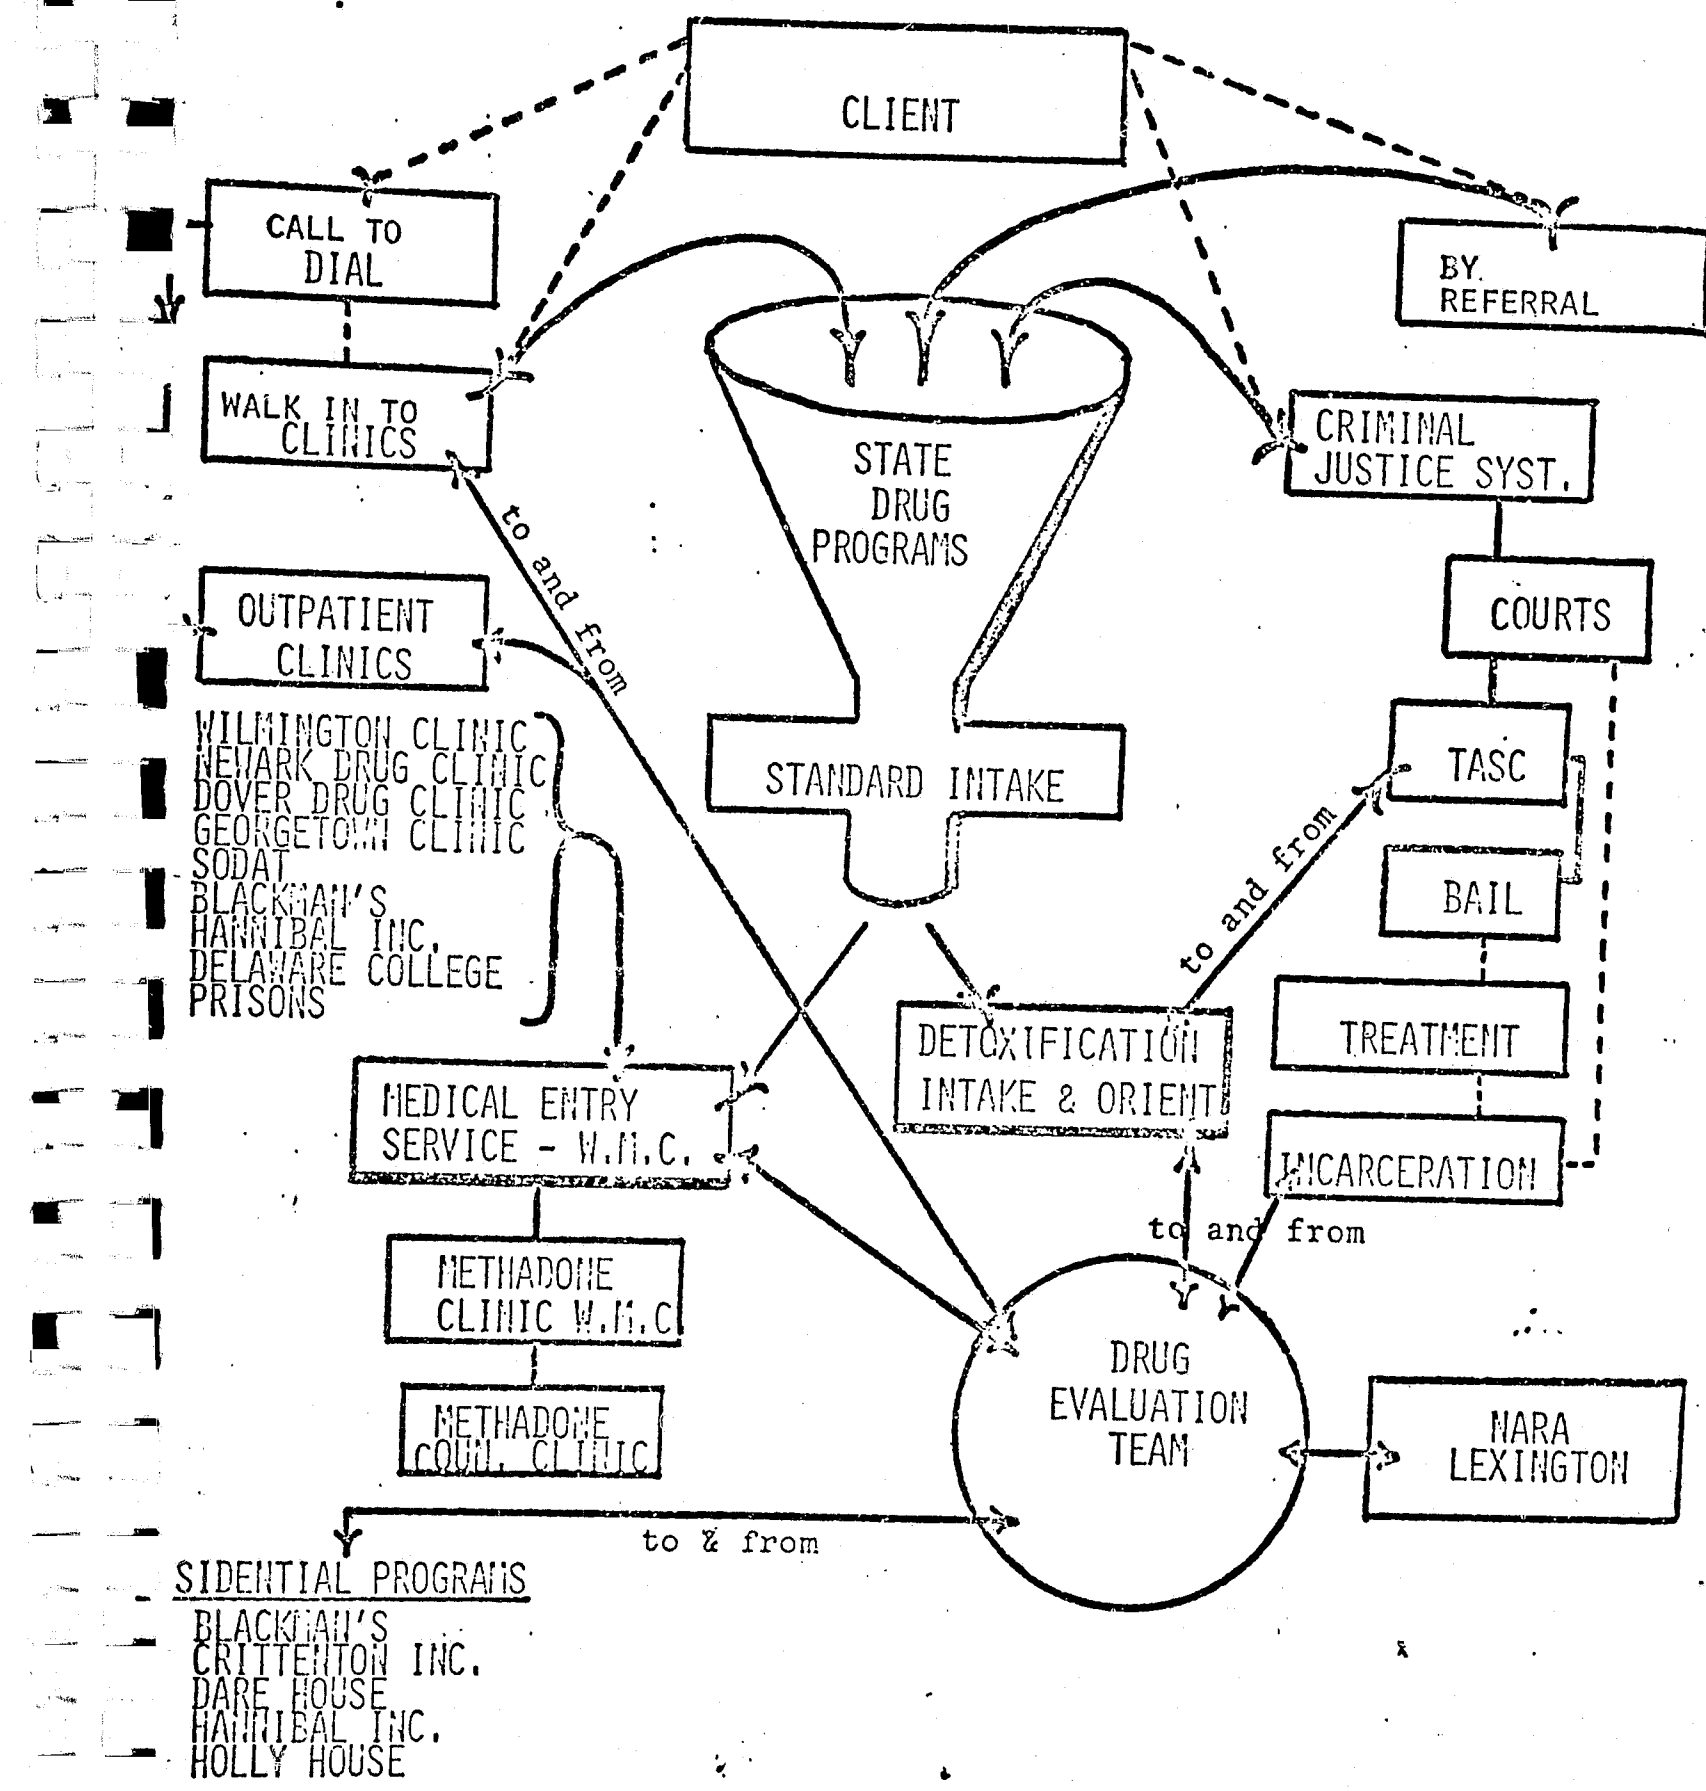 CLIENT
CALL TO
DIAL
BY.
REFERRAL
WALK IN TO
CLINICS
CRIMINAL
JUSTICE SYST.
STATE
DRUG
PROGRAMS
to and from
OUTPATIENT
CLINICS
COURTS
WILMINGTON CLINIC
NEWARK DRUG CLINIC
DOVER DRUG CLINIC
GEORGETOWN CLINIC
SODAT
BLACKMAN'S
HANNIBAL INC.
DELAWARE COLLEGE
PRISONS
STANDARD INTAKE
TASC
to and from
BAIL
DETOXIFICATION
INTAKE & ORIENT
TREATMENT
MEDICAL ENTRY
SERVICE - W.M.C.
INCARCERATION
to and from
METHADONE
CLINIC W.M.C
DRUG
EVALUATION
TEAM
METHADONE
COUN. CLINIC
NARA
LEXINGTON
to & from
SIDENTIAL PROGRAMS
BLACKMAN'S
CRITTENTON INC.
DARE HOUSE
HANNIBAL INC.
HOLLY HOUSE